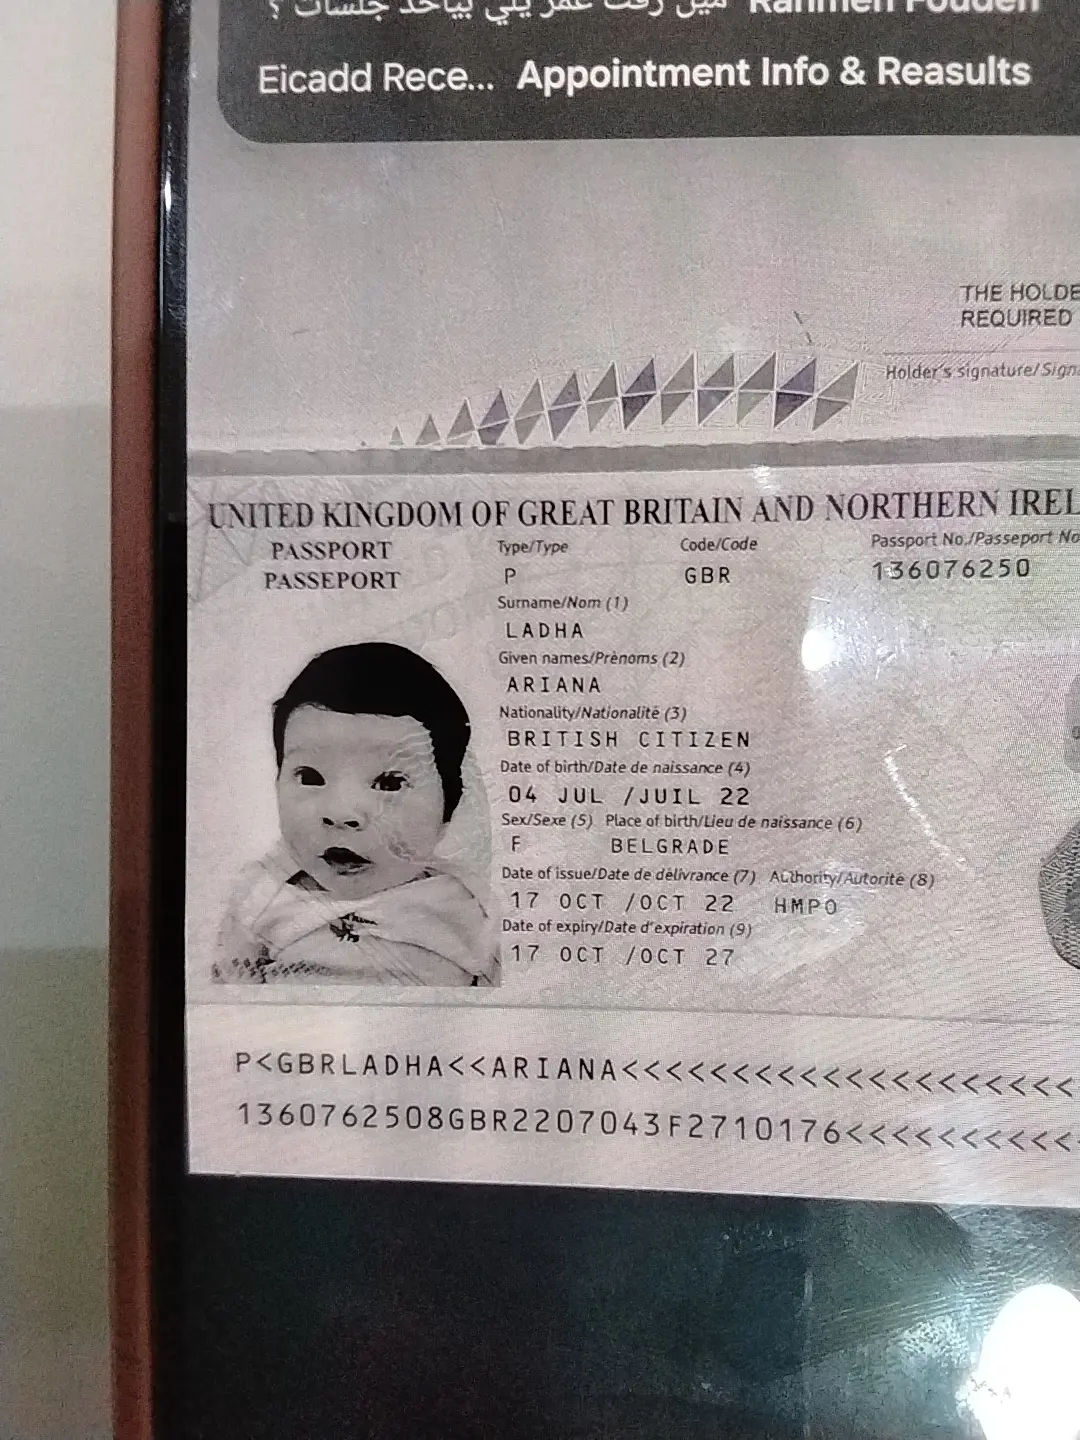 Eicadd Rece... Appointment Info & Reasults
THE HOLDE
REQUIRED
Holder's signature/Sign
UNITED KINGDOM OF GREAT BRITAIN AND NORTHERN IREL
PASSPORT
PASSEPORT
Type/Type Code/Code Passport No./Passeport No
P GBR 136076250
Surname/Nom (1)
LADHA
Given names/Prènoms (2)
ARIANA
Nationality/Nationalité (3)
BRITISH CITIZEN
Date of birth/Date de naissance (4)
04 JUL /JUIL 22
Sex/Sexe (5) Place of birth/Lieu de naissance (6)
F BELGRADE
Date of issue/Date de dèlivrance (7) Authority/Autorité (8)
17 OCT /OCT 22 HMPO
Date of expiry/Date d'expiration (9)
17 OCT /OCT 27
P<GBRLADHA<<ARIANA<<<<<<<<<<<<<<<<<<<<<
1360762508GBR2207043F2710176<<<<<<<<<<<